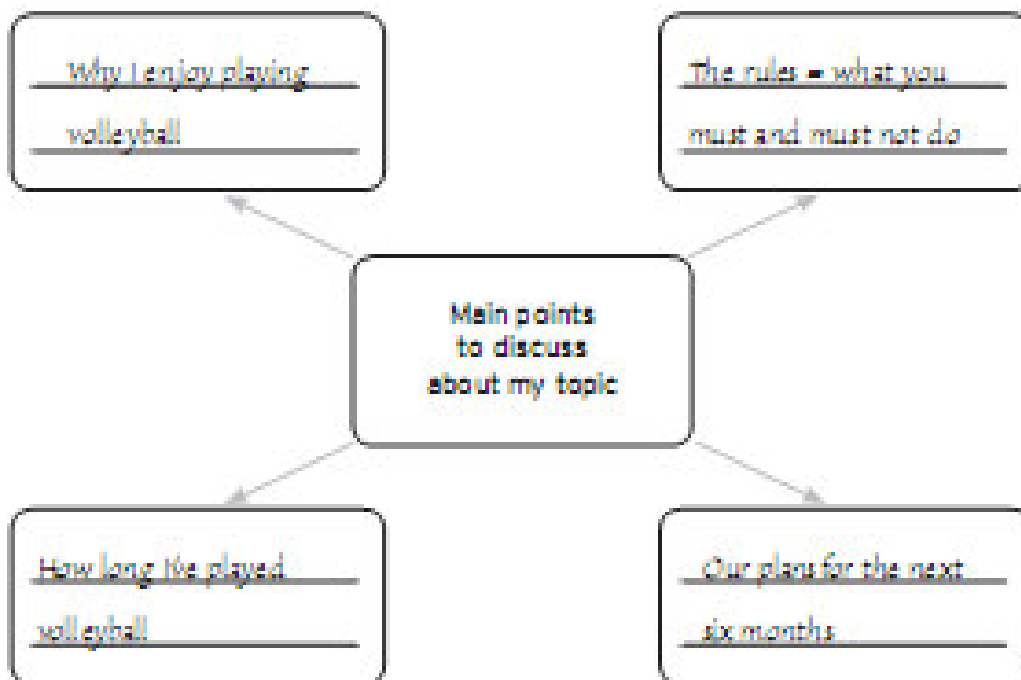 Why I enjoy playing
volleyball
The rules – what you
must and must not do
Main points
to discuss
about my topic
How long I've played
volleyball
Our plans for the next
six months